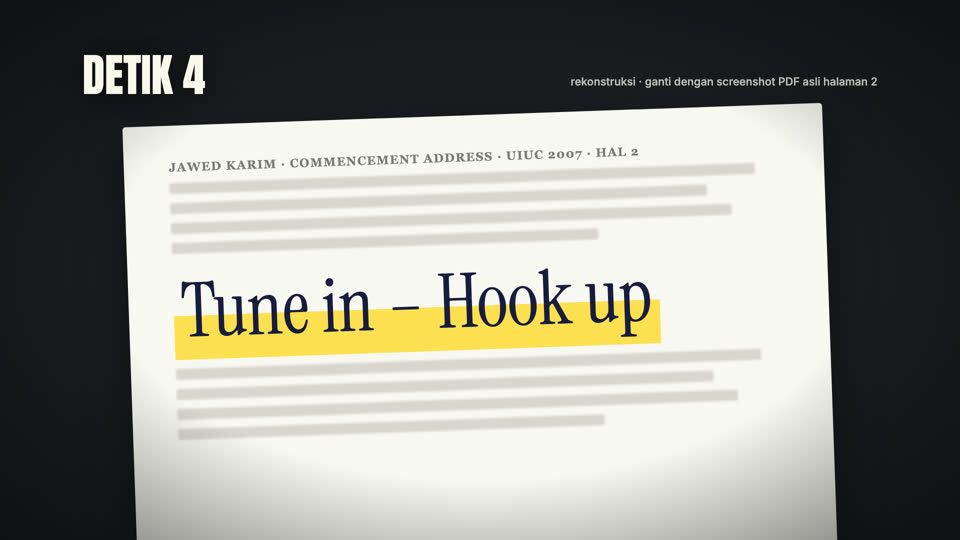 DETIK 4
rekonstruksi · ganti dengan screenshot PDF asli halaman 2
JAWED KARIM · COMMENCEMENT ADDRESS · UIUC 2007 · HAL 2
Tune in – Hook up